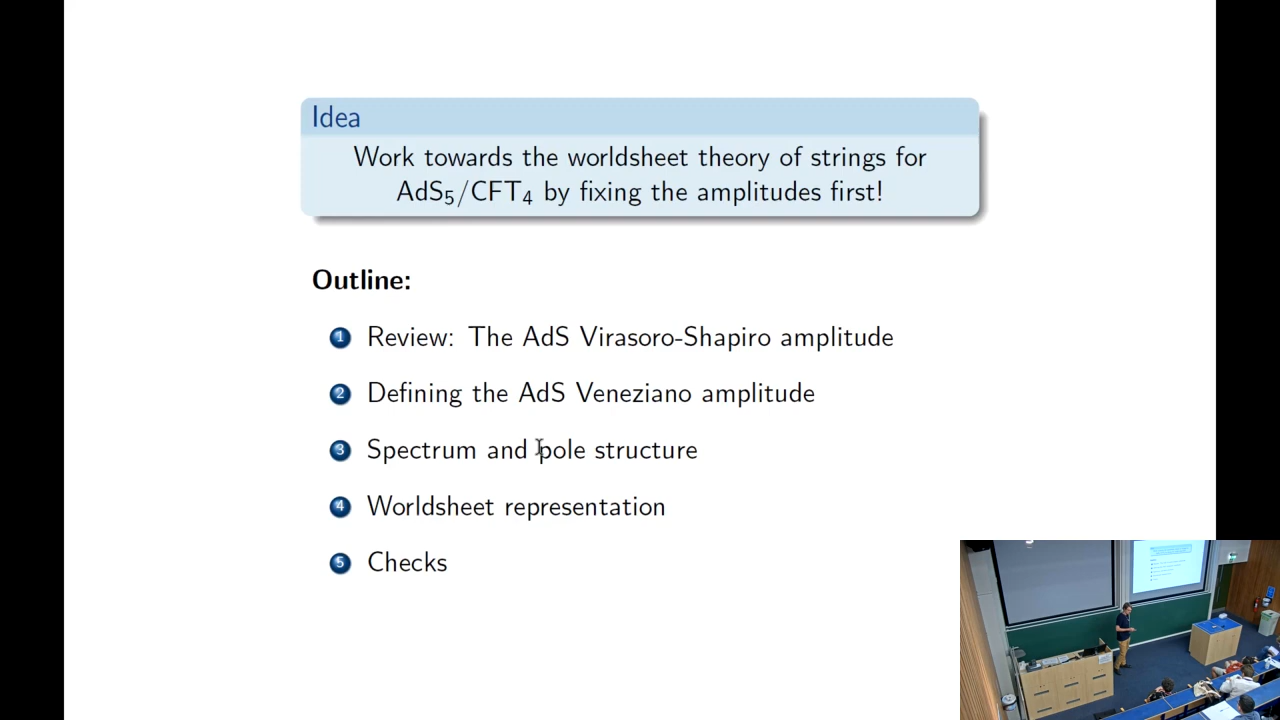 Idea
Work towards the worldsheet theory of strings for
AdS₅/CFT₄ by fixing the amplitudes first!
Outline:
1 Review: The AdS Virasoro-Shapiro amplitude
2 Defining the AdS Veneziano amplitude
3 Spectrum and pole structure
4 Worldsheet representation
5 Checks